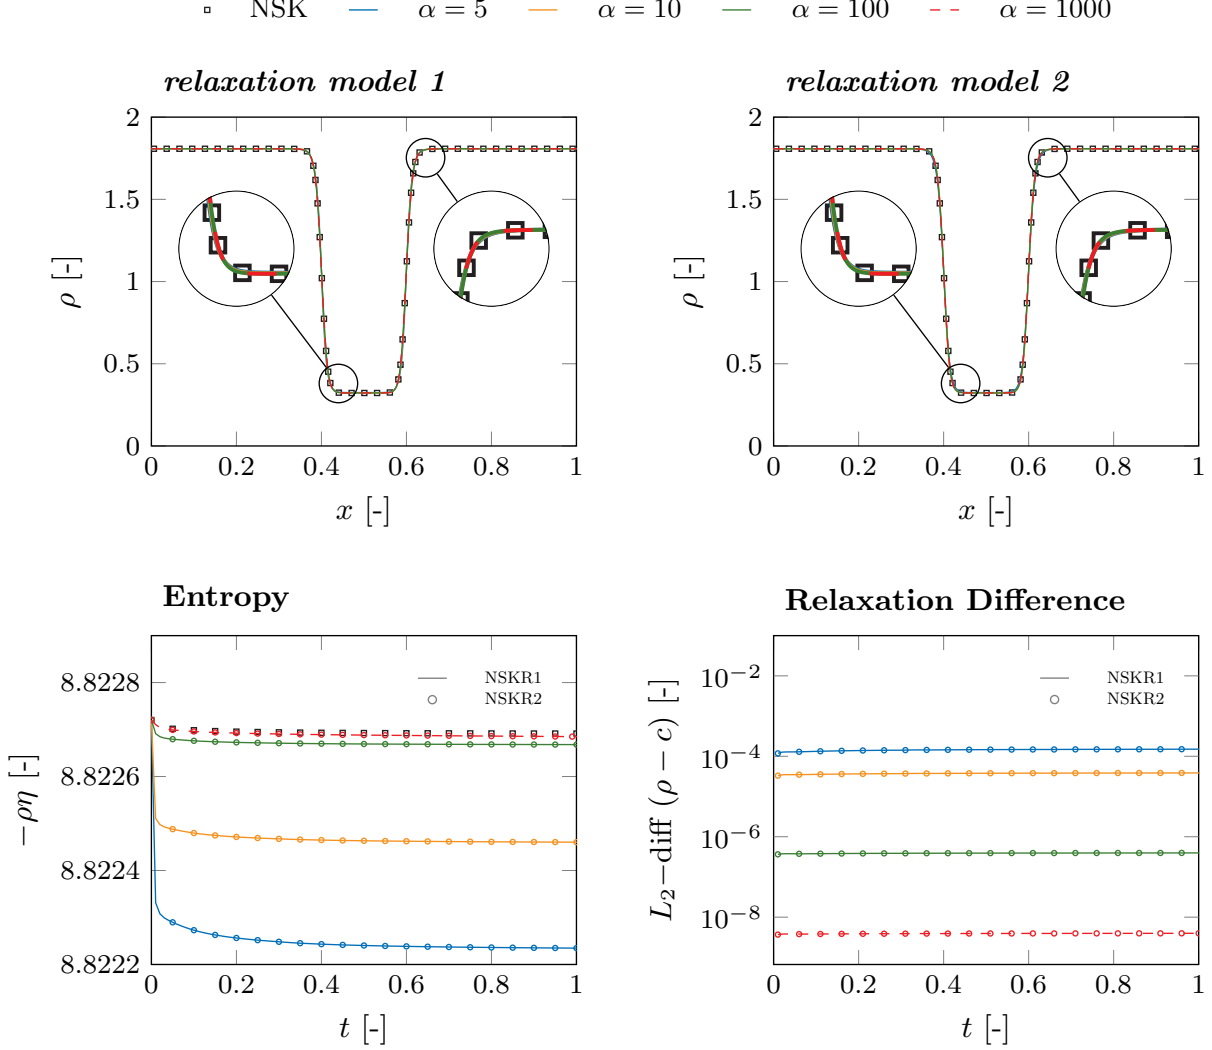 NSK α = 5 α = 10 α = 100 α = 1000
relaxation model 1
2
1.5
1
0.5
0
ρ [-]
0 0.2 0.4 0.6 0.8 1
x [-]
relaxation model 2
2
1.5
1
0.5
0
ρ [-]
0 0.2 0.4 0.6 0.8 1
x [-]
Entropy
8.8228
8.8226
8.8224
8.8222
−ρη [-]
NSKR1
NSKR2
0 0.2 0.4 0.6 0.8 1
t [-]
Relaxation Difference
10⁻²
10⁻⁴
10⁻⁶
10⁻⁸
L₂−diff (ρ − c) [-]
NSKR1
NSKR2
0 0.2 0.4 0.6 0.8 1
t [-]